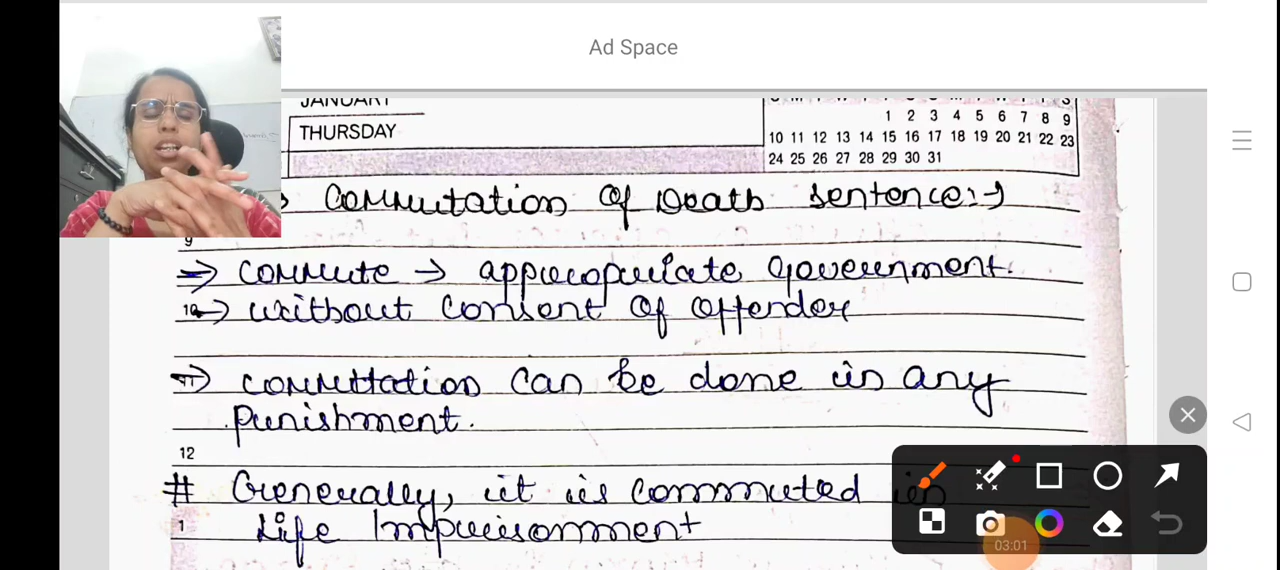 Ad Space
JANUARY
THURSDAY
1 2 3 4 5 6 7 8 9
10 11 12 13 14 15 16 17 18 19 20 21 22 23
24 25 26 27 28 29 30 31
Commutation of Death sentence:-
9
=> commute → appropriate government.
10 → without consent of offender
11 => commttation can be done in any
punishment.
12
# Generally, it is commuted in
1 Life Imprisonment
03:01